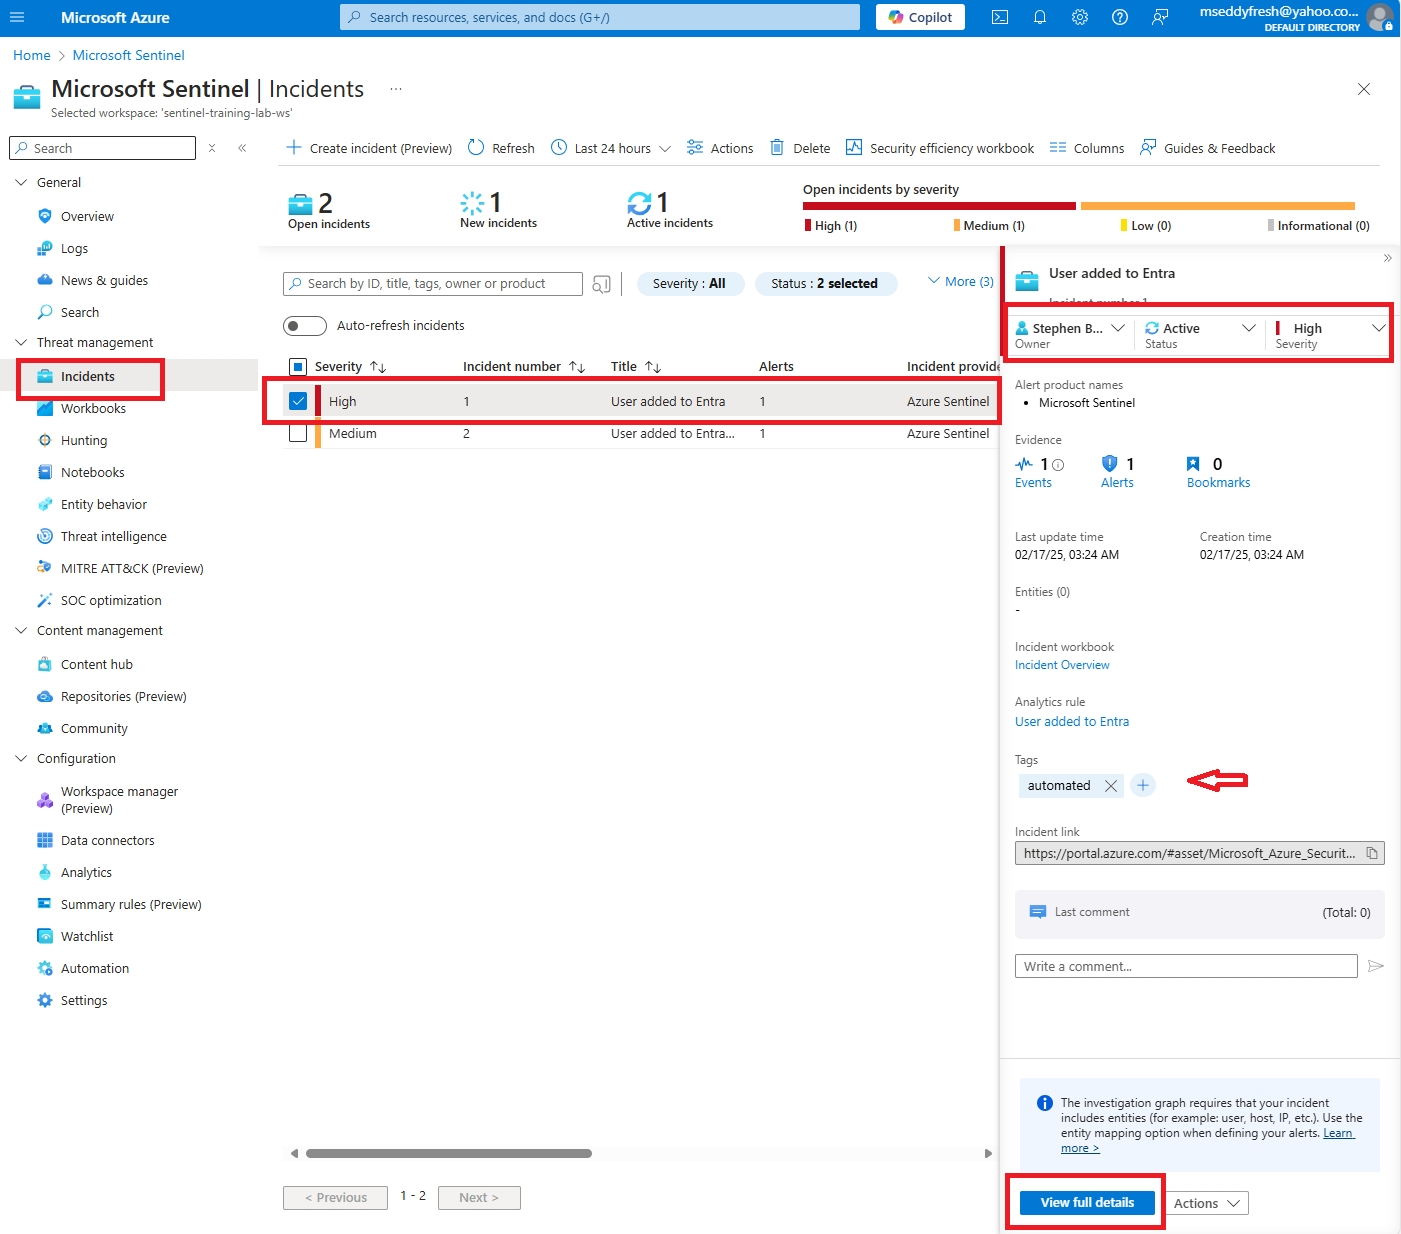 Microsoft Azure
Search resources, services, and docs (G+/)
Copilot
mseddyfresh@yahoo.co...
DEFAULT DIRECTORY
Home > Microsoft Sentinel
Microsoft Sentinel | Incidents ...
Selected workspace: 'sentinel-training-lab-ws'
Search
General
Overview
Logs
News & guides
Search
Threat management
Incidents
Workbooks
Hunting
Notebooks
Entity behavior
Threat intelligence
MITRE ATT&CK (Preview)
SOC optimization
Content management
Content hub
Repositories (Preview)
Community
Configuration
Workspace manager
(Preview)
Data connectors
Analytics
Summary rules (Preview)
Watchlist
Automation
Settings
Create incident (Preview) Refresh Last 24 hours Actions Delete Security efficiency workbook Columns Guides & Feedback
2
Open incidents
1
New incidents
1
Active incidents
Open incidents by severity
High (1) Medium (1) Low (0) Informational (0)
Search by ID, title, tags, owner or product
Severity : All
Status : 2 selected
More (3)
Auto-refresh incidents
Severity Incident number Title Alerts Incident provide
High 1 User added to Entra 1 Azure Sentinel
Medium 2 User added to Entra... 1 Azure Sentinel
< Previous 1 - 2 Next >
User added to Entra
Incident number 1
Stephen B... Active High
Owner Status Severity
Alert product names
• Microsoft Sentinel
Evidence
1 1 0
Events Alerts Bookmarks
Last update time Creation time
02/17/25, 03:24 AM 02/17/25, 03:24 AM
Entities (0)
-
Incident workbook
Incident Overview
Analytics rule
User added to Entra
Tags
automated
Incident link
https://portal.azure.com/#asset/Microsoft_Azure_Securit...
Last comment (Total: 0)
Write a comment...
The investigation graph requires that your incident
includes entities (for example: user, host, IP, etc.). Use the
entity mapping option when defining your alerts. Learn
more >
View full details Actions